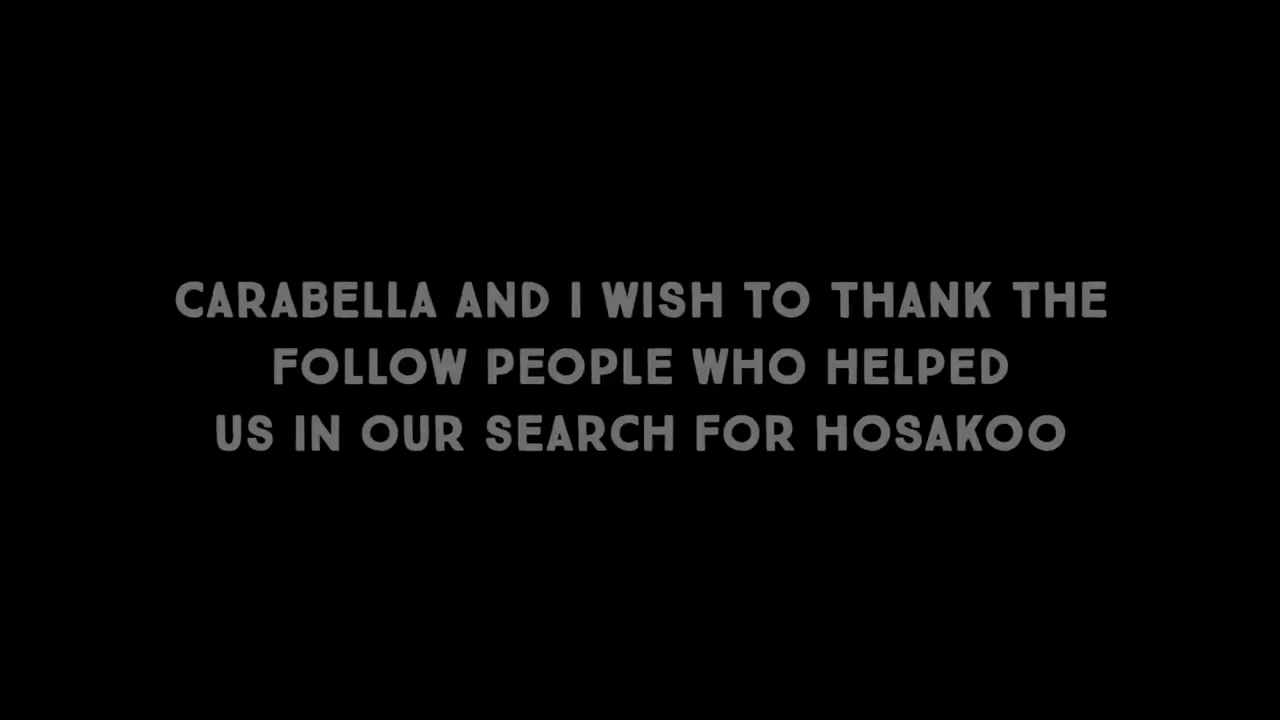 CARABELLA AND I WISH TO THANK THE
FOLLOW PEOPLE WHO HELPED
US IN OUR SEARCH FOR HOSAKOO